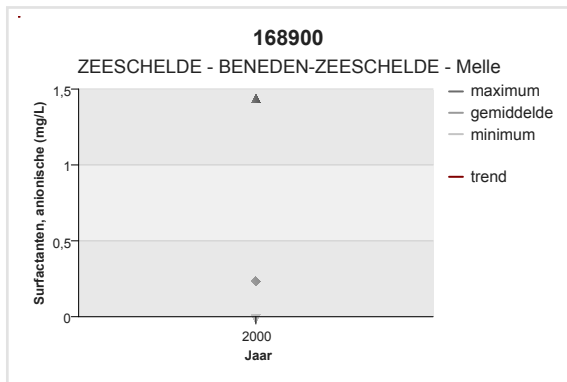 168900
ZEESCHELDE - BENEDEN-ZEESCHELDE - Melle
Surfactanten, anionische (mg/L)
1,5
1
0,5
0
2000
Jaar
maximum
gemiddelde
minimum
trend